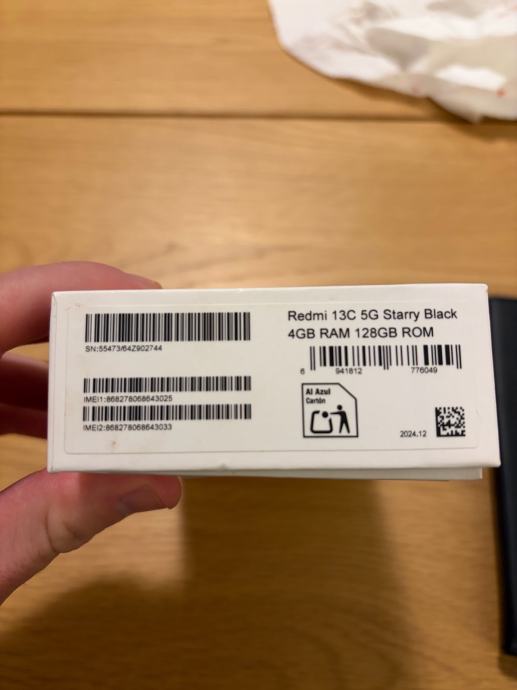 SN:55473/64Z902744
IMEI1:868278068643025
IMEI2:868278068643033
Redmi 13C 5G Starry Black
4GB RAM 128GB ROM
6 941812 776049
Al Azul
Cartón
2024.12